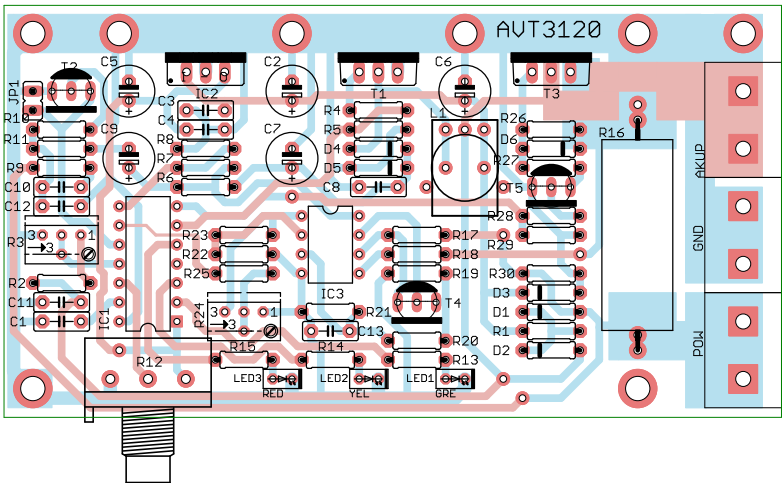 AVT3120
C5
C2
C6
T2
IC2
T1
T3
JP1
R10
C3
C4
R4
L1
R26
R11
R5
D6
R16
AKUP
C9
R8
C7
D4
R9
R7
D5
R27
C10
R6
C8
T5
C12
R28
R3
3
1
3
R23
R17
R29
GND
R22
R18
R2
R25
IC3
R19
R30
C11
D3
R24
3
1
3
R21
T4
D1
C1
IC1
C13
R1
POW
R15
R14
R20
D2
R12
R13
LED3
LED2
LED1
RED
YEL
GRE